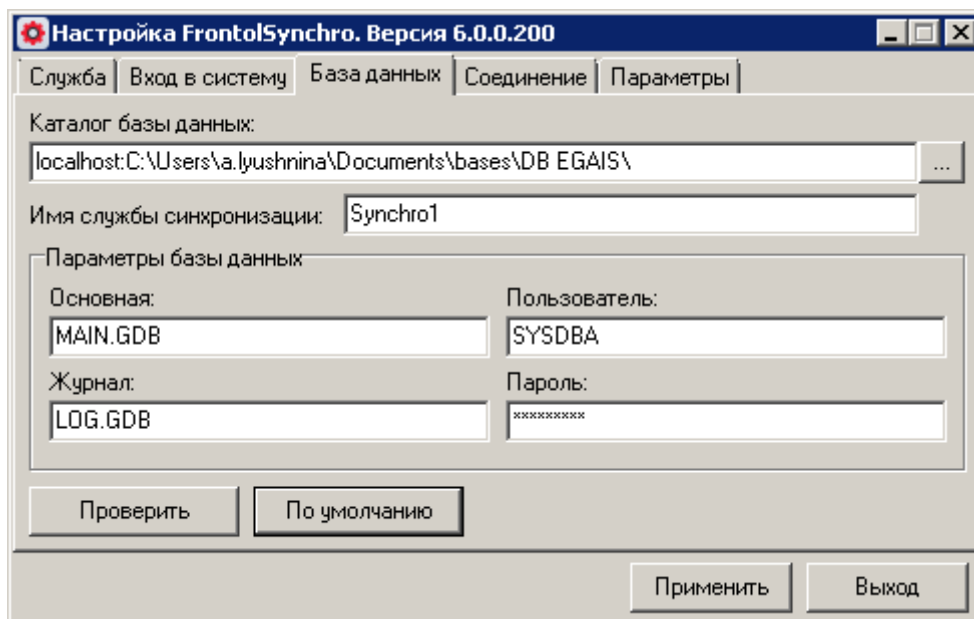 Настройка FrontolSynchro. Версия 6.0.0.200
Служба Вход в систему База данных Соединение Параметры
Каталог базы данных:
localhost:C:\Users\a.lyushnina\Documents\bases\DB EGAIS\ ...
Имя службы синхронизации: Synchro1
Параметры базы данных
Основная: Пользователь:
MAIN.GDB SYSDBA
Журнал: Пароль:
LOG.GDB *********
Проверить По умолчанию
Применить Выход